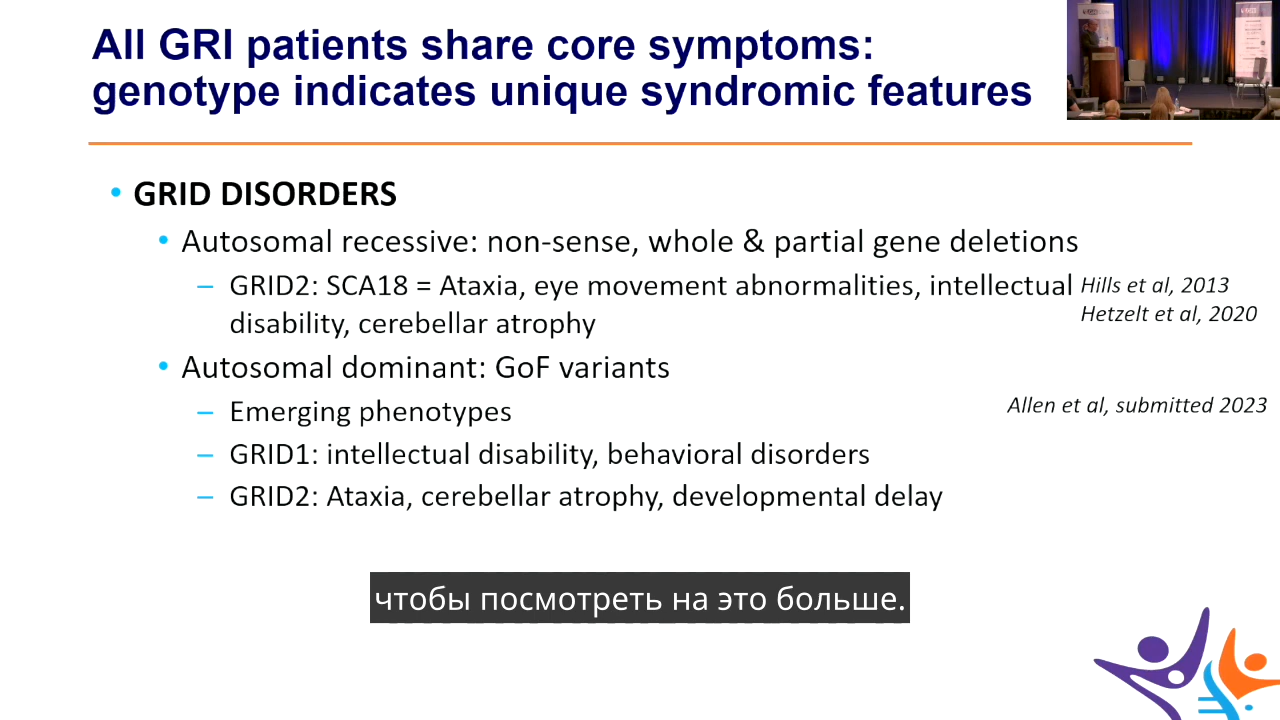 All GRI patients share core symptoms:
genotype indicates unique syndromic features
• GRID DISORDERS
• Autosomal recessive: non-sense, whole & partial gene deletions
– GRID2: SCA18 = Ataxia, eye movement abnormalities, intellectual
disability, cerebellar atrophy
Hills et al, 2013
Hetzelt et al, 2020
• Autosomal dominant: GoF variants
– Emerging phenotypes
Allen et al, submitted 2023
– GRID1: intellectual disability, behavioral disorders
– GRID2: Ataxia, cerebellar atrophy, developmental delay
чтобы посмотреть на это больше.